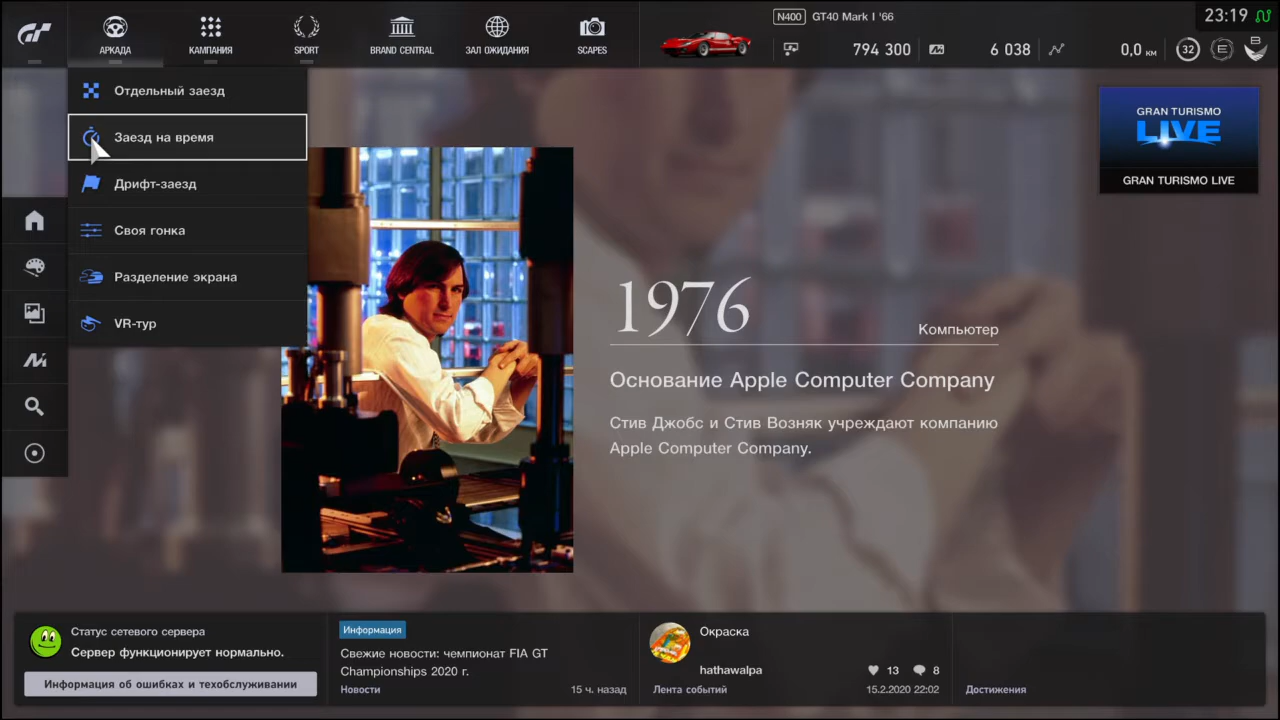 N400 GT40 Mark I '66
23:19
АРКАДА
КАМПАНИЯ
SPORT
BRAND CENTRAL
ЗАЛ ОЖИДАНИЯ
SCAPES
794 300
6 038
0,0 км
32
E
B
Отдельный заезд
Заезд на время
Дрифт-заезд
Своя гонка
Разделение экрана
VR-тур
GRAN TURISMO
LIVE
GRAN TURISMO LIVE
1976
Компьютер
Основание Apple Computer Company
Стив Джобс и Стив Возняк учреждают компанию
Apple Computer Company.
Статус сетевого сервера
Сервер функционирует нормально.
Информация об ошибках и техобслуживании
Информация
Свежие новости: чемпионат FIA GT
Championships 2020 г.
Новости
15 ч. назад
Окраска
hathawalpa
13
8
Лента событий
15.2.2020 22:02
Достижения